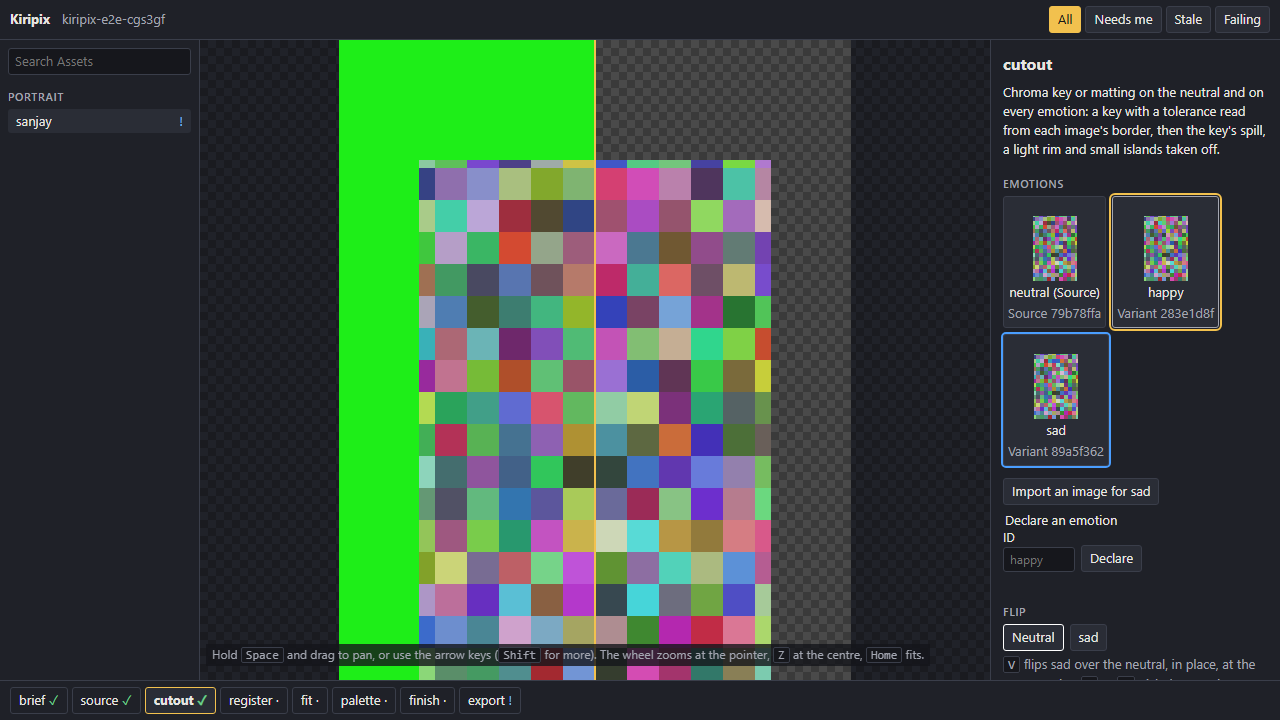 Kiripix kiripix-e2e-cgs3gf All Needs me Stale Failing
Search Assets
PORTRAIT
sanjay !
cutout
Chroma key or matting on the neutral and on
every emotion: a key with a tolerance read
from each image's border, then the key's spill,
a light rim and small islands taken off.
EMOTIONS
neutral (Source)
Source 79b78ffa
happy
Variant 283e1d8f
sad
Variant 89a5f362
Import an image for sad
Declare an emotion
ID
happy Declare
FLIP
Neutral sad
V flips sad over the neutral, in place, at the
Hold Space and drag to pan, or use the arrow keys ( Shift for more). The wheel zooms at the pointer, Z at the centre, Home fits.
brief ✓ source ✓ cutout ✓ register · fit · palette · finish · export !